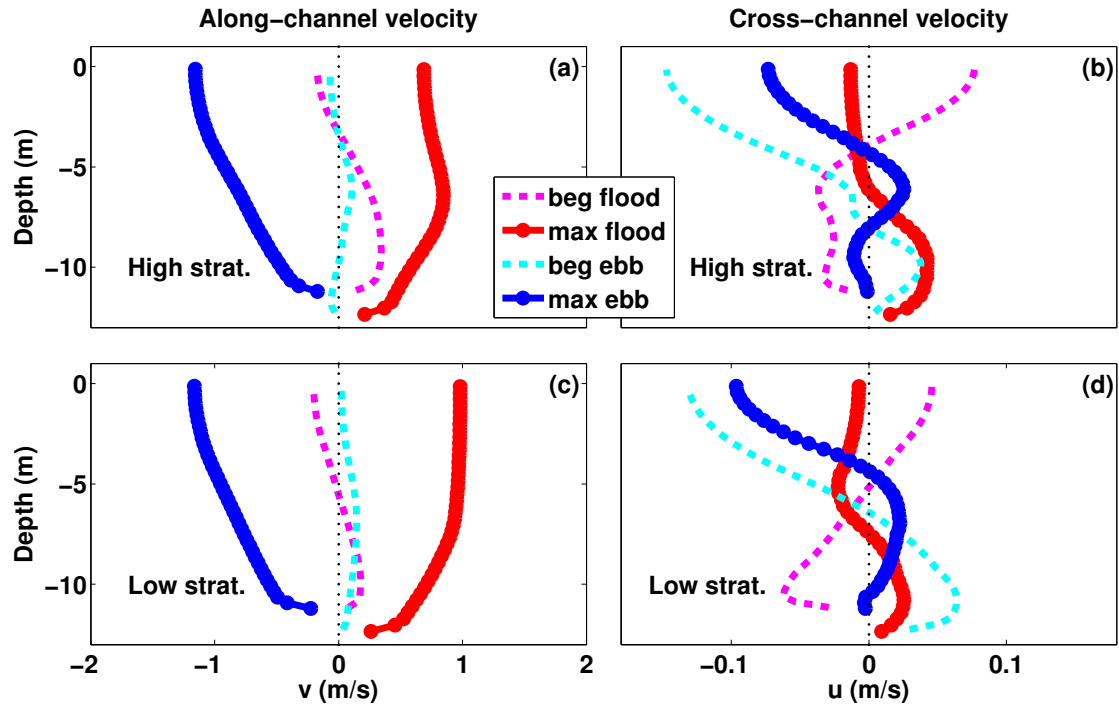 Along−channel velocity
Cross−channel velocity
(a)
(b)
0
−5
−10
Depth (m)
High strat.
High strat.
beg flood
max flood
beg ebb
max ebb
(c)
(d)
0
−5
−10
Depth (m)
Low strat.
Low strat.
−2 −1 0 1 2
−0.1 0 0.1
v (m/s)
u (m/s)